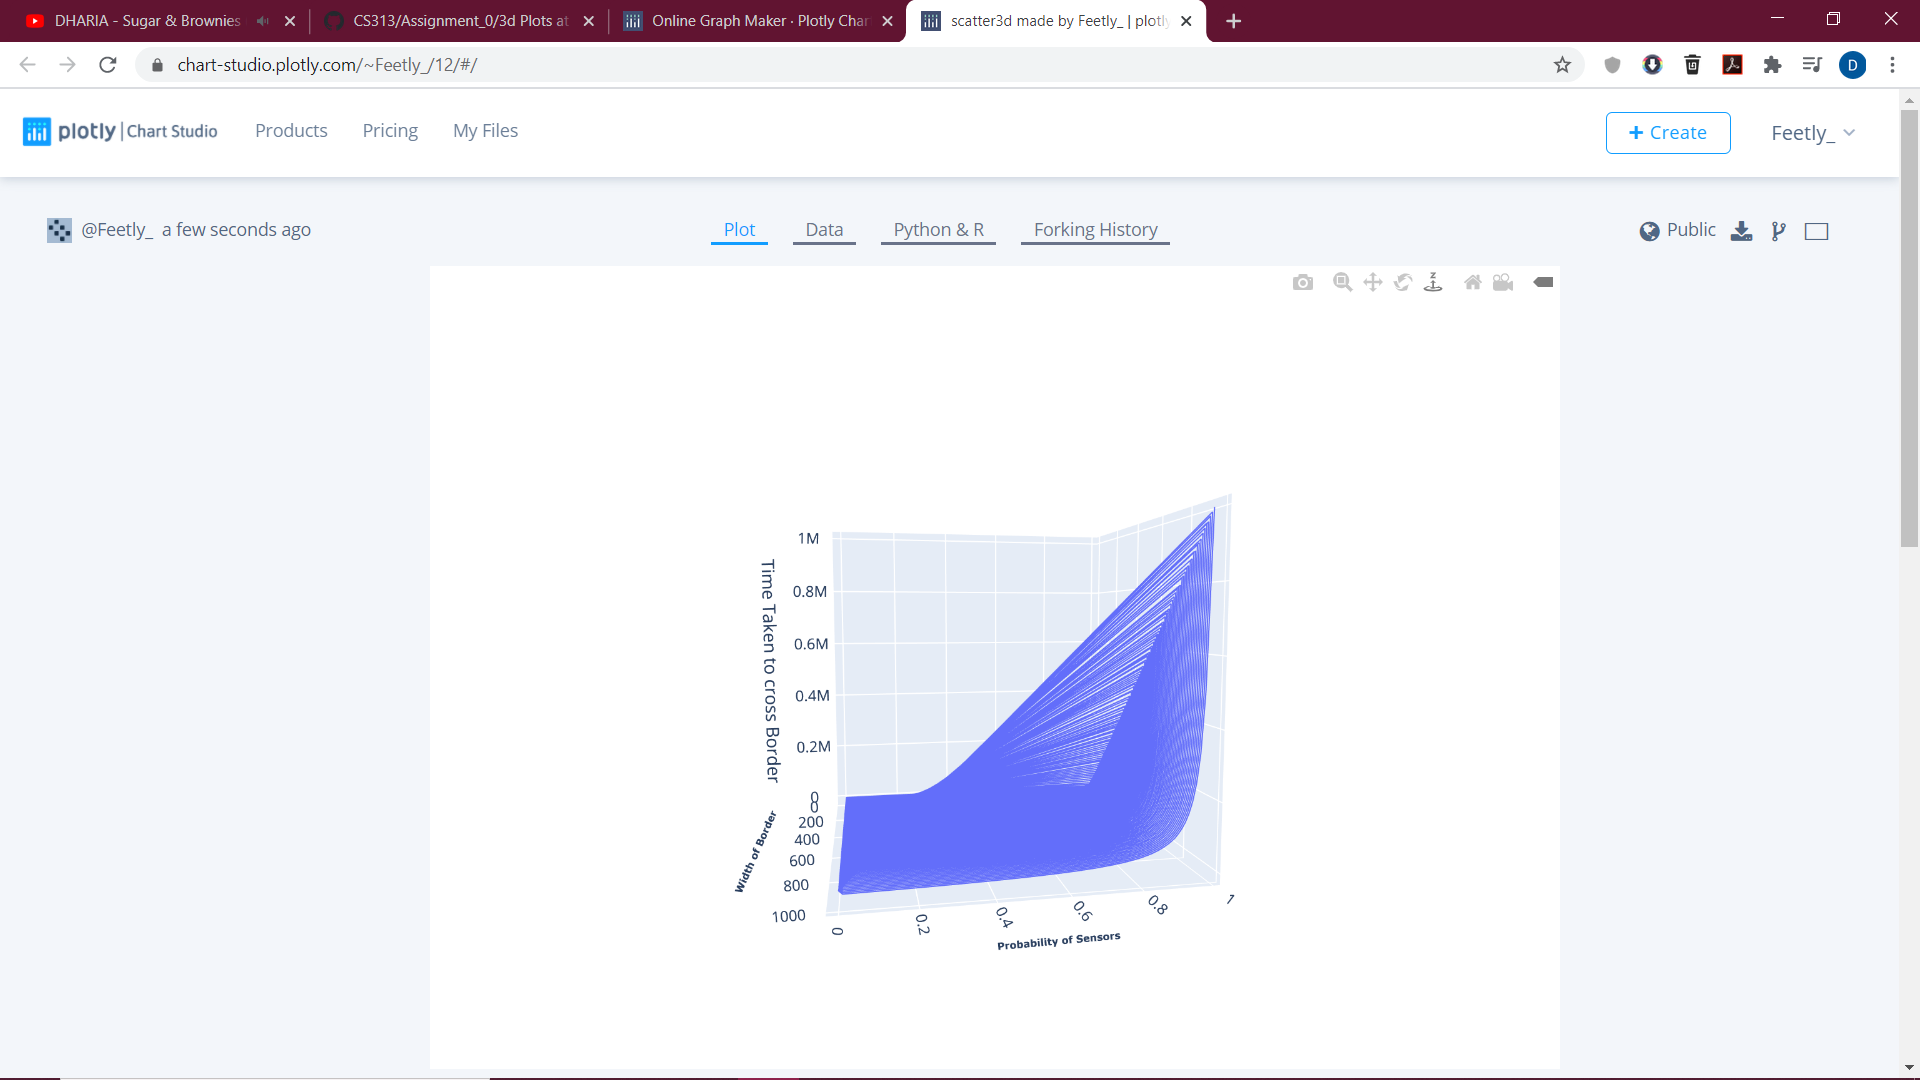 DHARIA - Sugar & Brownies
CS313/Assignment_0/3d Plots at
Online Graph Maker · Plotly Char
scatter3d made by Feetly_ | plotly
chart-studio.plotly.com/~Feetly_/12/#/
D
plotly | Chart Studio
Products
Pricing
My Files
+ Create
Feetly_
@Feetly_ a few seconds ago
Plot
Data
Python & R
Forking History
Public
z
1M
0.8M
0.6M
0.4M
0.2M
0
Time Taken to cross Border
0
200
400
600
800
1000
Width of Border
0
0.2
0.4
0.6
0.8
1
Probability of Sensors